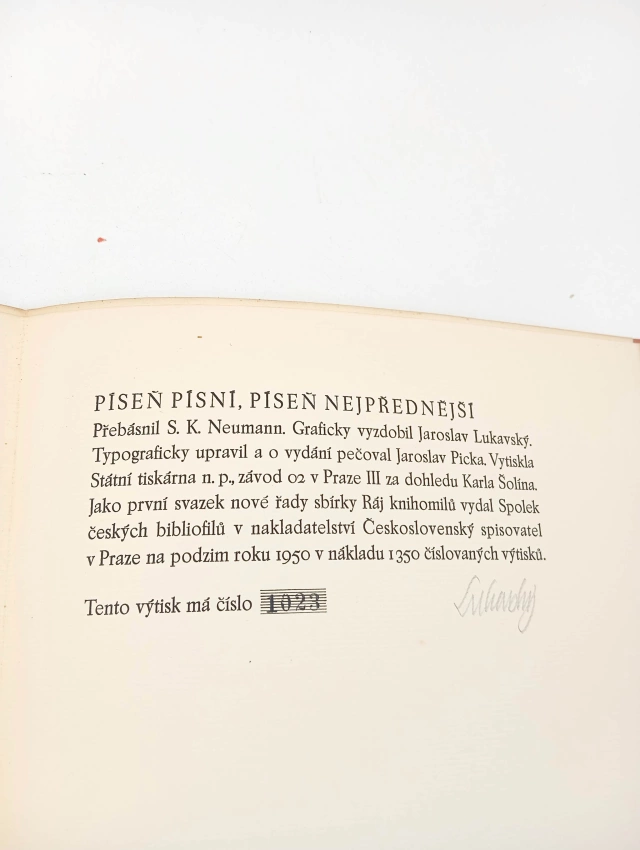 PÍSEŇ PÍSNÍ, PÍSEŇ NEJPŘEDNĚJŠÍ
Přebásnil S. K. Neumann. Graficky vyzdobil Jaroslav Lukavský.
Typograficky upravil a o vydání pečoval Jaroslav Picka. Vytiskla
Státní tiskárna n. p., závod 02 v Praze III za dohledu Karla Šolína.
Jako první svazek nové řady sbírky Ráj knihomilů vydal Spolek
českých bibliofilů v nakladatelství Československý spisovatel
v Praze na podzim roku 1950 v nákladu 1350 číslovaných výtisků.
Tento výtisk má číslo 1023
Lukavský